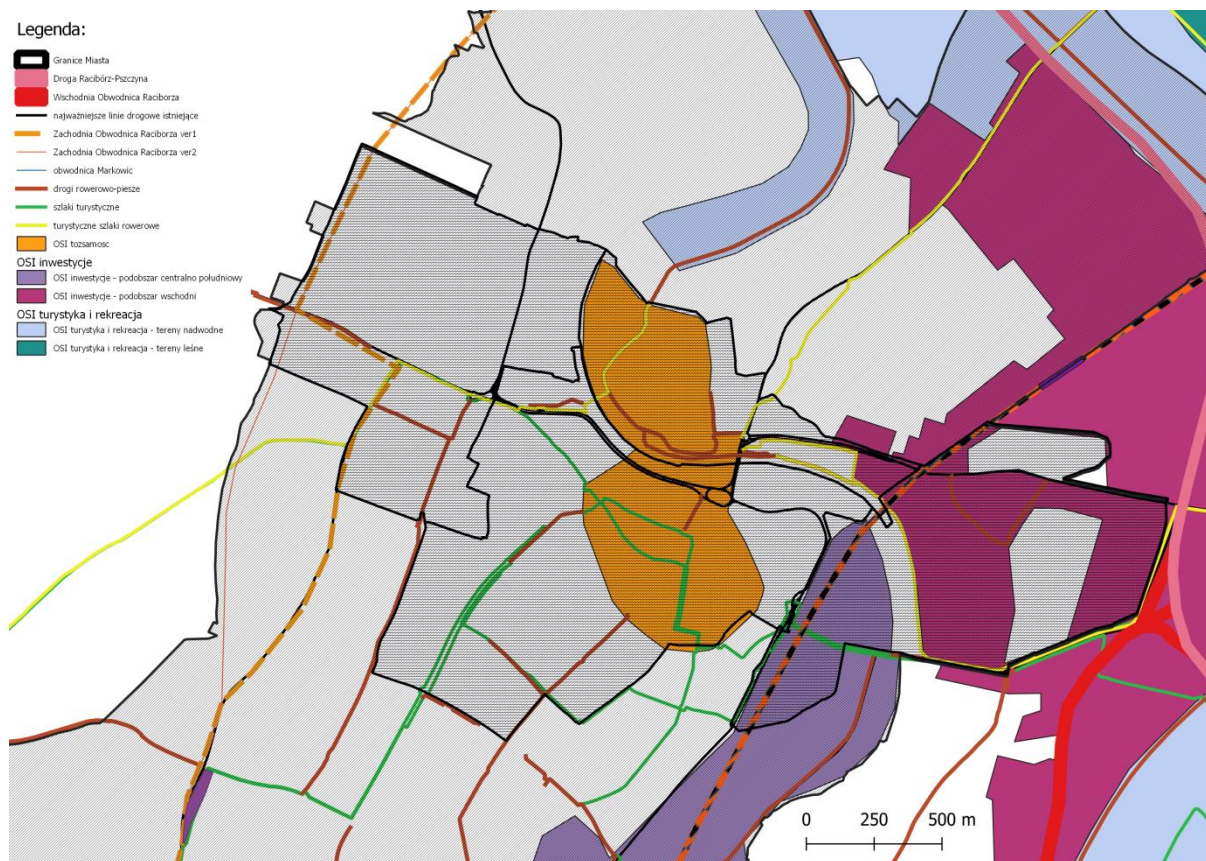 Legenda:
Granice Miasta
Droga Racibórz-Pszczyna
Wschodnia Obwodnica Raciborza
najważniejsze linie drogowe istniejące
Zachodnia Obwodnica Raciborza ver1
Zachodnia Obwodnica Raciborza ver2
obwodnica Markowic
drogi rowerowo-piesze
szlaki turystyczne
turystyczne szlaki rowerowe
OSI tozsamosc
OSI inwestycje
OSI inwestycje - podobszar centralno południowy
OSI inwestycje - podobszar wschodni
OSI turystyka i rekreacja
OSI turystyka i rekreacja - tereny nadwodne
OSI turystyka i rekreacja - tereny leśne
0 250 500 m